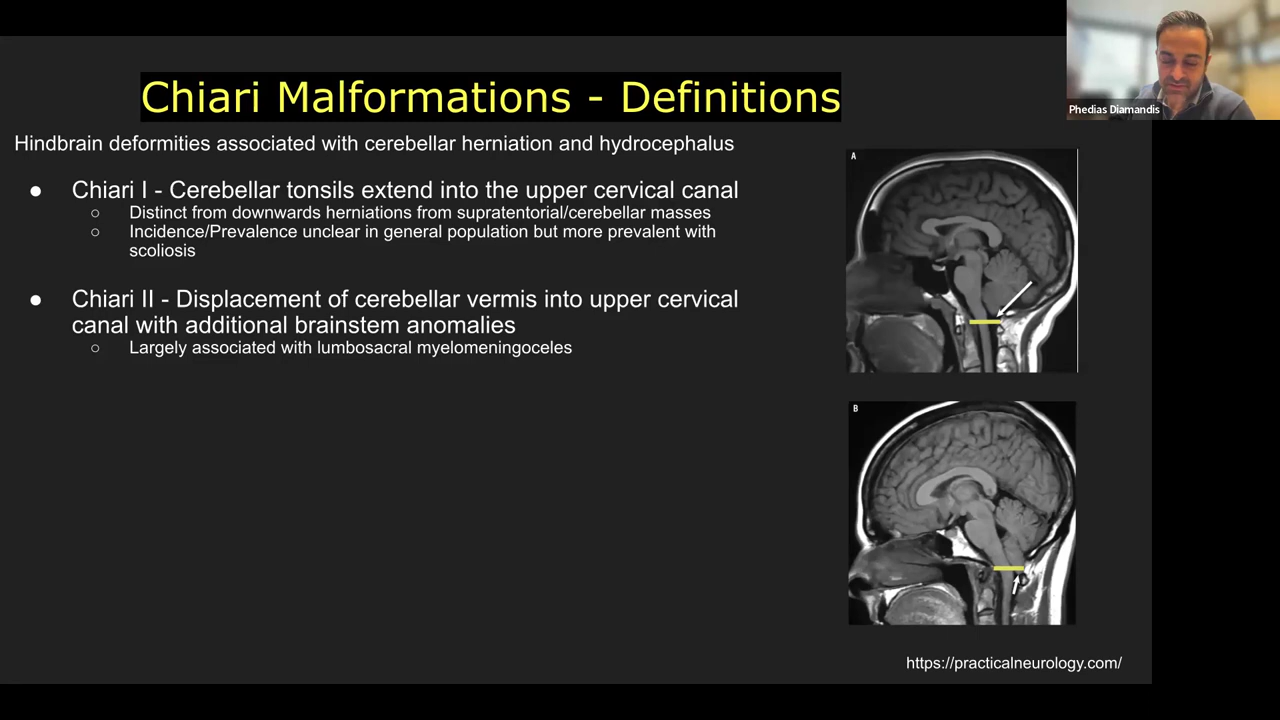 Chiari Malformations - Definitions
Phedias Diamandis
Hindbrain deformities associated with cerebellar herniation and hydrocephalus
● Chiari I - Cerebellar tonsils extend into the upper cervical canal
○ Distinct from downwards herniations from supratentorial/cerebellar masses
○ Incidence/Prevalence unclear in general population but more prevalent with
scoliosis
● Chiari II - Displacement of cerebellar vermis into upper cervical
canal with additional brainstem anomalies
○ Largely associated with lumbosacral myelomeningoceles
A
B
https://practicalneurology.com/